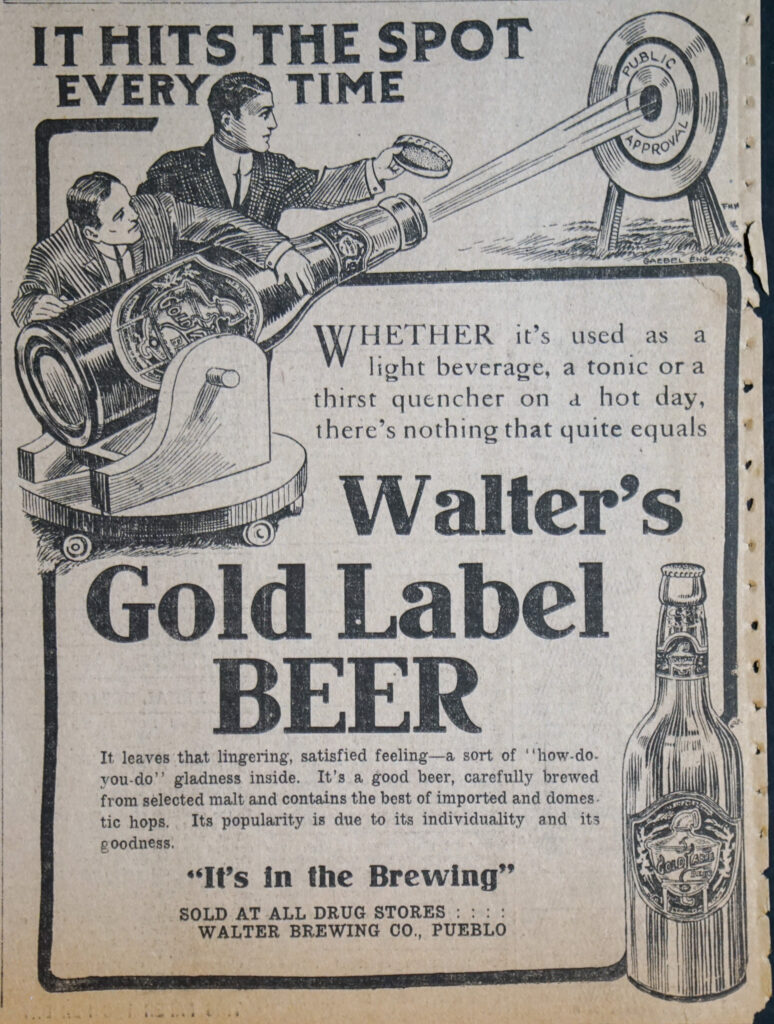 IT HITS THE SPOT
EVERY TIME
PUBLIC
APPROVAL
GAEBEL ENG CO
WHETHER it's used as a
light beverage, a tonic or a
thirst quencher on a hot day,
there's nothing that quite equals
Walter's
Gold Label
BEER
It leaves that lingering, satisfied feeling—a sort of "how-do-
you-do" gladness inside. It's a good beer, carefully brewed
from selected malt and contains the best of imported and domes-
tic hops. Its popularity is due to its individuality and its
goodness.
GOLD LABEL
"It's in the Brewing"
SOLD AT ALL DRUG STORES : : : :
WALTER BREWING CO., PUEBLO